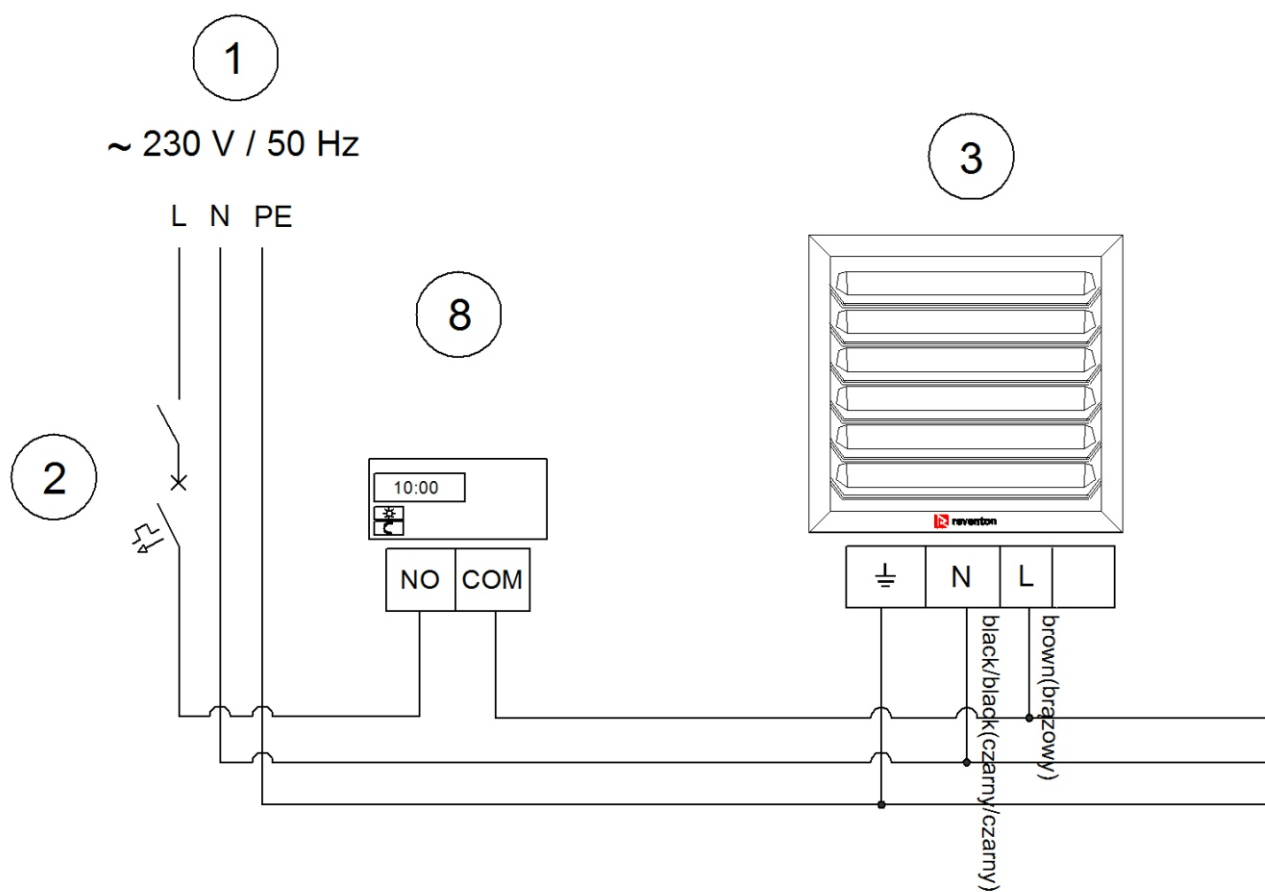 1
~ 230 V / 50 Hz
L N PE
3
8
2
10:00
reventon
NO COM
N L
black/black(czarny/czarny)
brown(brązowy)